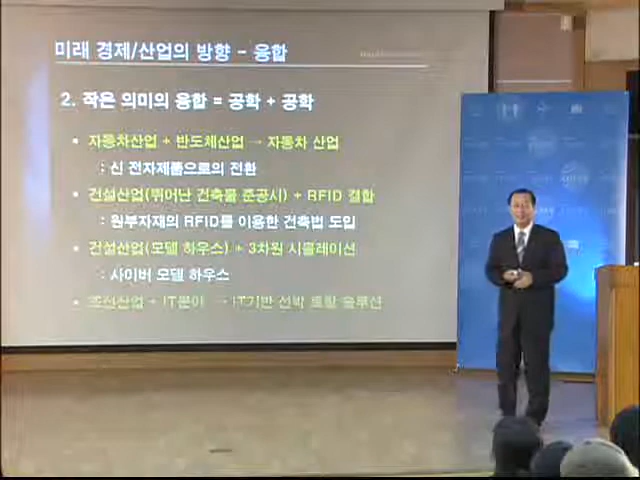 미래 경제/산업의 방향 - 융합
2. 작은 의미의 융합 = 공학 + 공학
• 자동차산업 + 반도체산업 → 자동차 산업
: 신 전자제품으로의 전환
• 건설산업(뛰어난 건축물 준공시) + RFID 결합
: 원부자재의 RFID를 이용한 건축법 도입
• 건설산업(모델 하우스) + 3차원 시뮬레이션
: 사이버 모델 하우스
• 조선산업 + IT분야 → IT기반 선박 토탈 솔루션